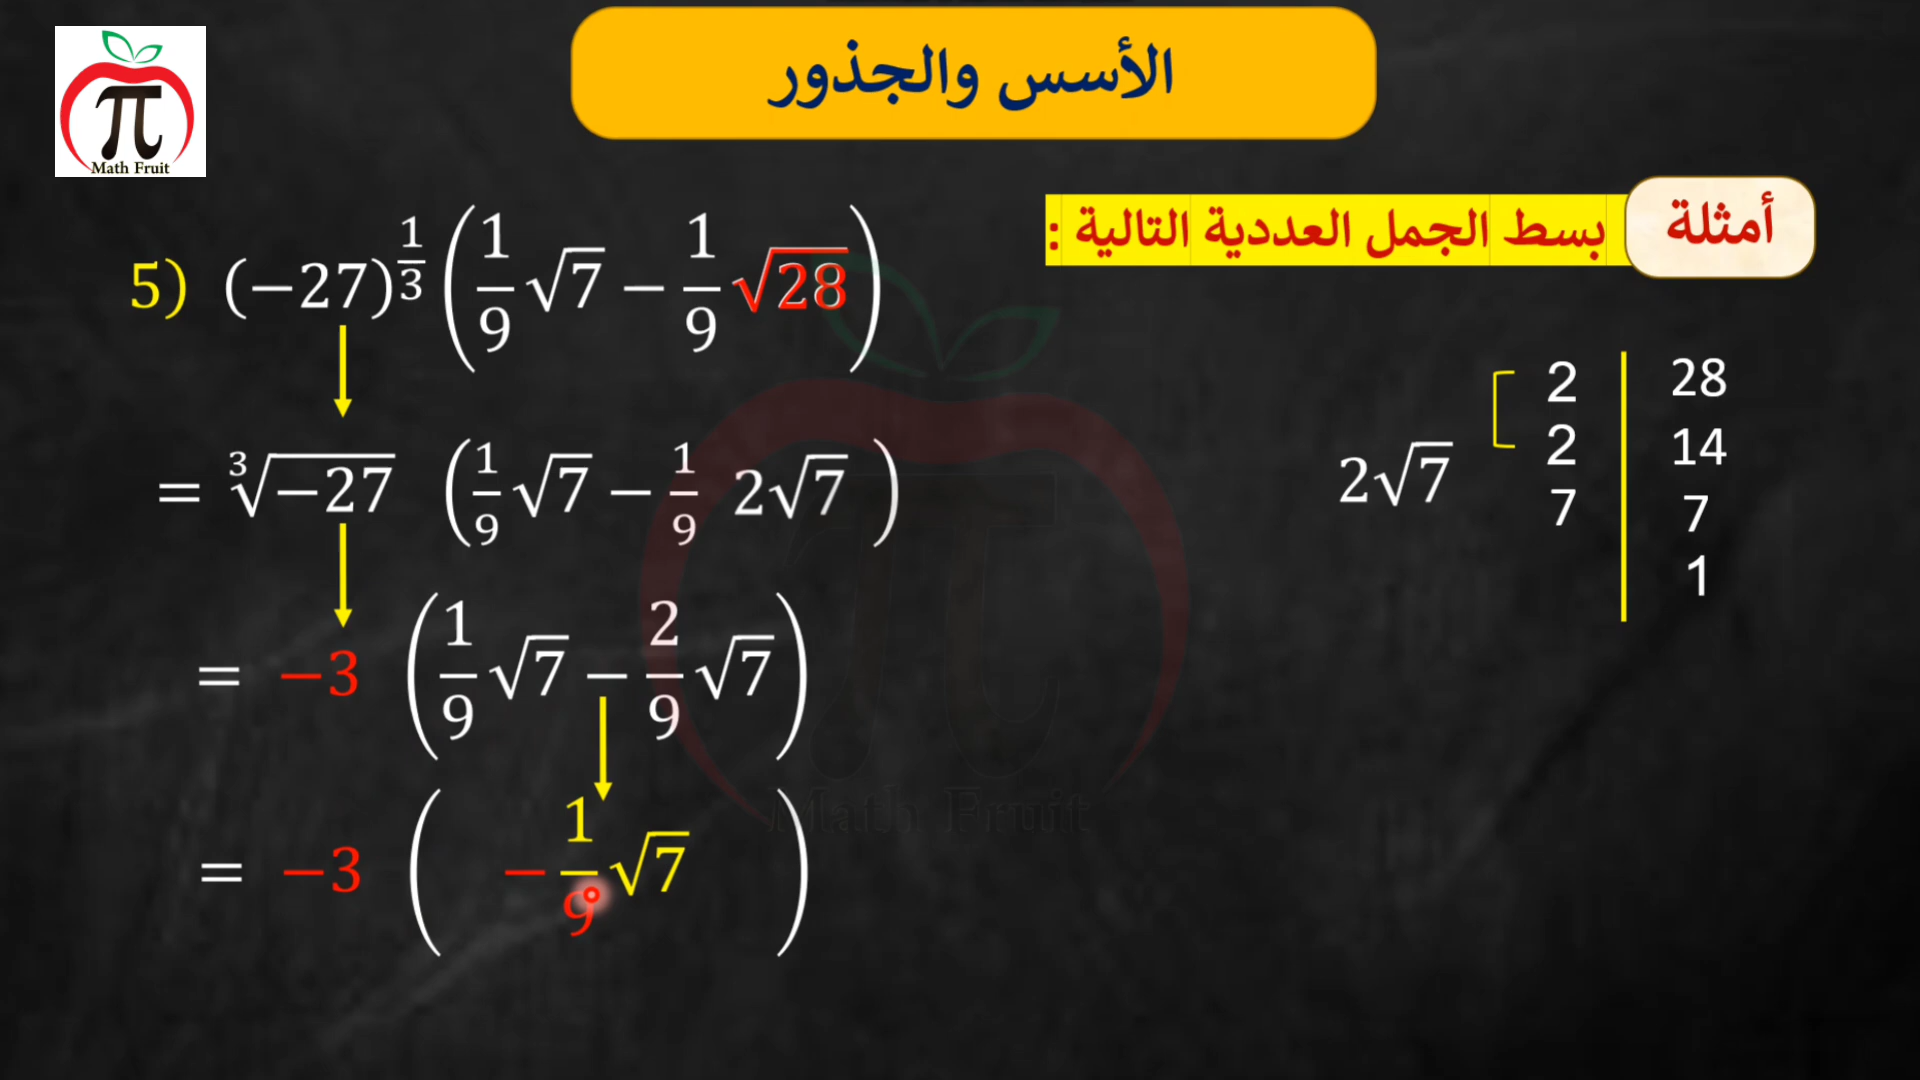 الأسس والجذور
Math Fruit
أمثلة
بسط الجمل العددية التالية :
5) (−27)^(1/3) (1/9 √7 − 1/9 √28)
= ∛−27 (1/9 √7 − 1/9 2√7)
= −3 (1/9 √7 − 2/9 √7)
= −3 (− 1/9 √7)
2 | 28
2 | 14
7 | 7
1
2√7
Math Fruit